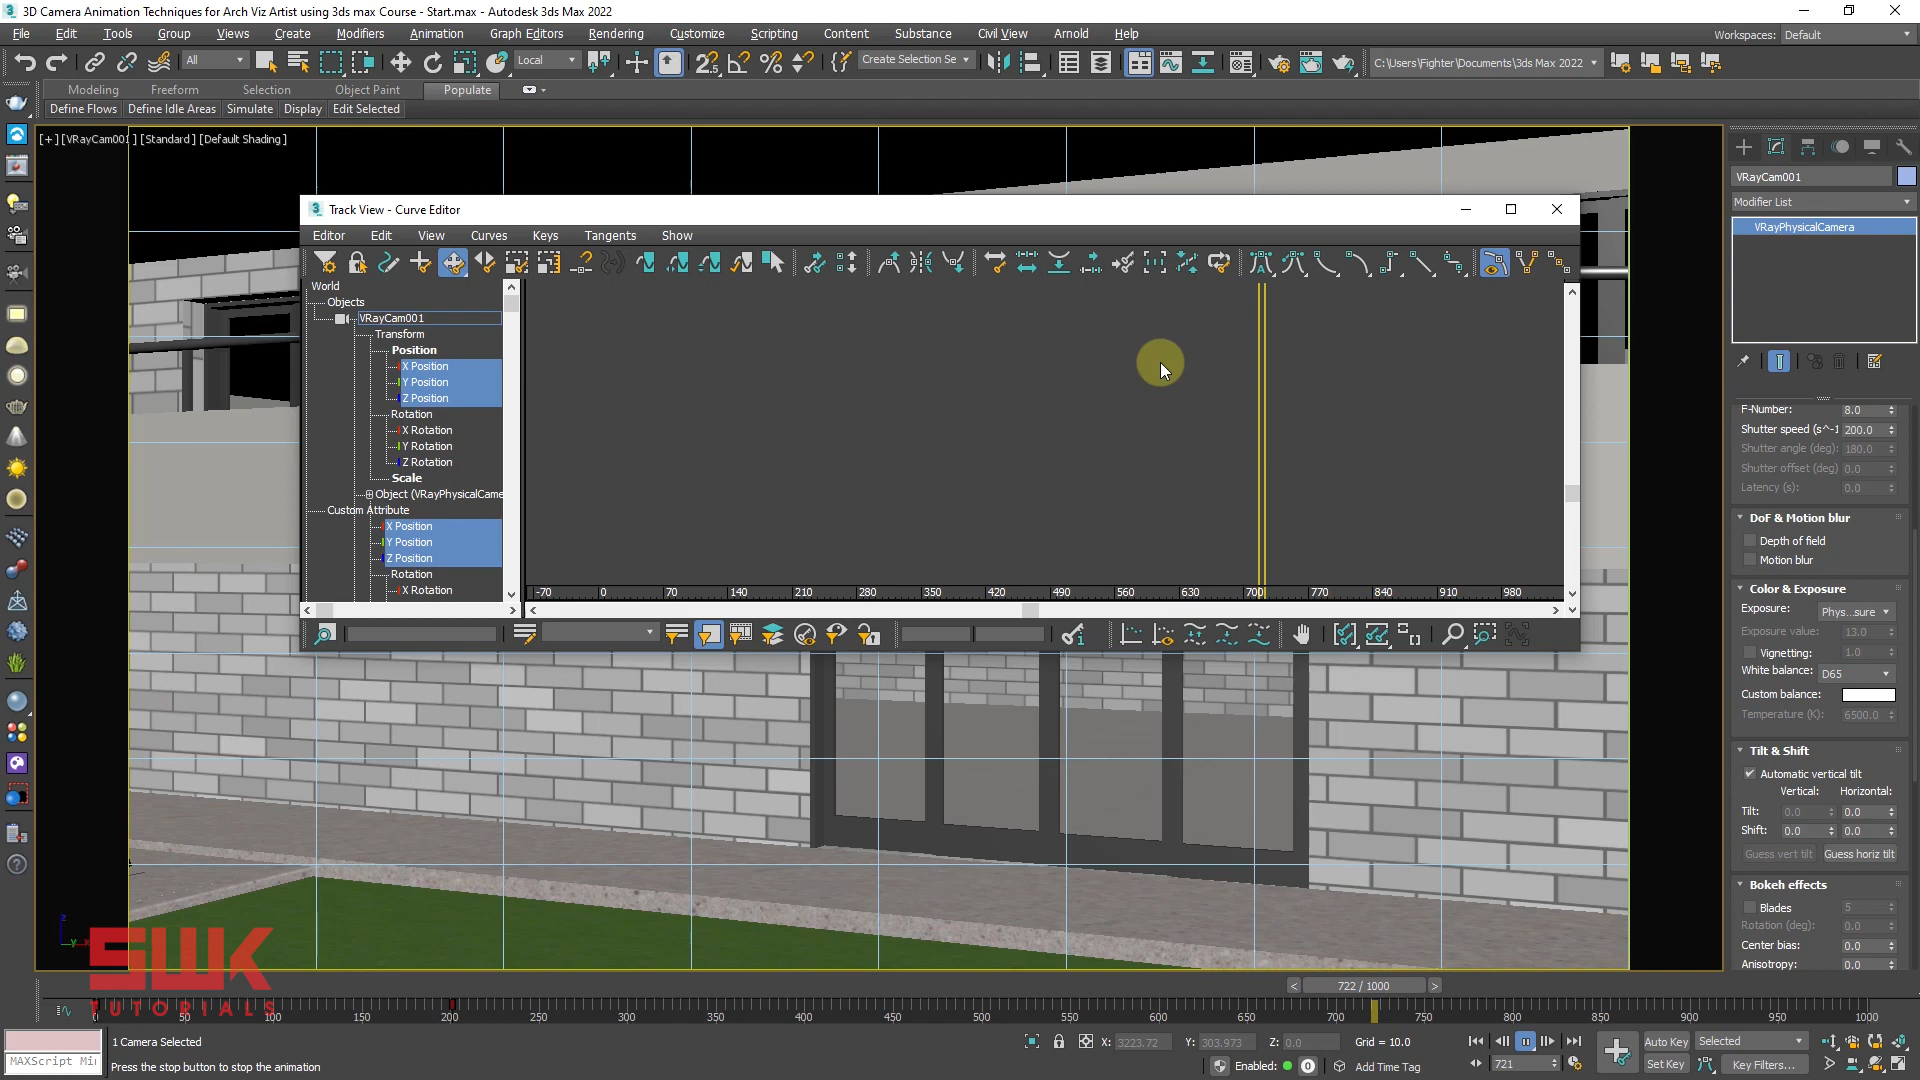 3D Camera Animation Techniques for Arch Viz Artist using 3ds max Course - Start.max - Autodesk 3ds Max 2022
File Edit Tools Group Views Create Modifiers Animation Graph Editors Rendering Customize Scripting Content Substance Civil View Arnold Help
Workspaces: Default
All
Local
Create Selection Se
C:\Users\Fighter\Documents\3ds Max 2022
Modeling Freeform Selection Object Paint Populate
Define Flows Define Idle Areas Simulate Display Edit Selected
[+] [VRayCam001] [Standard] [Default Shading]
Track View - Curve Editor
Editor Edit View Curves Keys Tangents Show
World
Objects
VRayCam001
Transform
Position
X Position
Y Position
Z Position
Rotation
X Rotation
Y Rotation
Z Rotation
Scale
Object (VRayPhysicalCame
Custom Attribute
X Position
Y Position
Z Position
Rotation
X Rotation
-70 0 70 140 210 280 350 420 490 560 630 700 770 840 910 980
VRayCam001
Modifier List
VRayPhysicalCamera
F-Number: 8.0
Shutter speed (s^-1 200.0
Shutter angle (deg): 180.0
Shutter offset (deg) 0.0
Latency (s): 0.0
DoF & Motion blur
Depth of field
Motion blur
Color & Exposure
Exposure: Phys...sure
Exposure value: 13.0
Vignetting: 1.0
White balance: D65
Custom balance:
Temperature (K): 6500.0
Tilt & Shift
Automatic vertical tilt
Vertical: Horizontal:
Tilt: 0.0 0.0
Shift: 0.0 0.0
Guess vert tilt Guess horiz tilt
Bokeh effects
Blades 5
Rotation (deg): 0.0
Center bias: 0.0
Anisotropy: 0.0
SWK
TUTORIALS
< 722 / 1000 >
0 50 100 150 200 250 300 350 400 450 500 550 600 650 700 750 800 850 900 950 1000
1 Camera Selected
X: 3223.72 Y: 303.973 Z: 0.0 Grid = 10.0
Auto Key Selected
MAXScript Mi
Press the stop button to stop the animation
Enabled: 0 Add Time Tag
721
Set Key Key Filters...